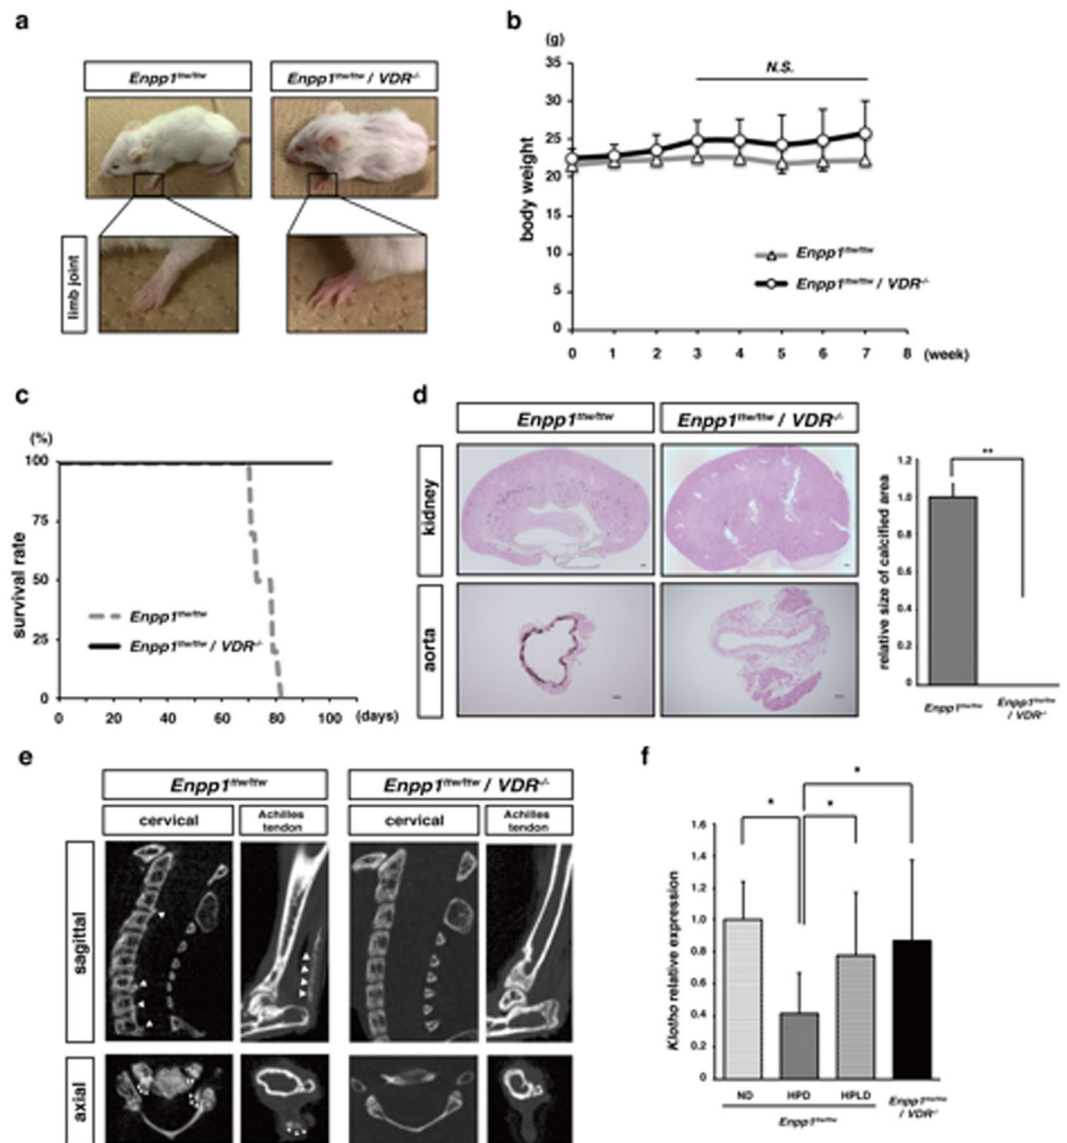 a
Enpp1ttw/ttw
Enpp1ttw/ttw / VDR-/-
limb joint
b
(g)
35
30
25
20
15
10
5
0
body weight
N.S.
Enpp1ttw/ttw
Enpp1ttw/ttw / VDR-/-
0 1 2 3 4 5 6 7 8 (week)
c
(%)
100
75
50
25
0
survival rate
Enpp1ttw/ttw
Enpp1ttw/ttw / VDR-/-
0 20 40 60 80 100 (days)
d
Enpp1ttw/ttw
Enpp1ttw/ttw / VDR-/-
kidney
aorta
relative size of calcified area
1.2
1.0
0.8
0.6
0.4
0.2
0
**
Enpp1ttw/ttw
Enpp1ttw/ttw
/ VDR-/-
e
Enpp1ttw/ttw
Enpp1ttw/ttw / VDR-/-
cervical
Achilles
tendon
cervical
Achilles
tendon
sagittal
axial
f
Klotho relative expression
1.6
1.4
1.2
1.0
0.8
0.6
0.4
0.2
0
*
*
*
ND HPD HPLD
Enpp1ttw/ttw
Enpp1ttw/ttw
/ VDR-/-